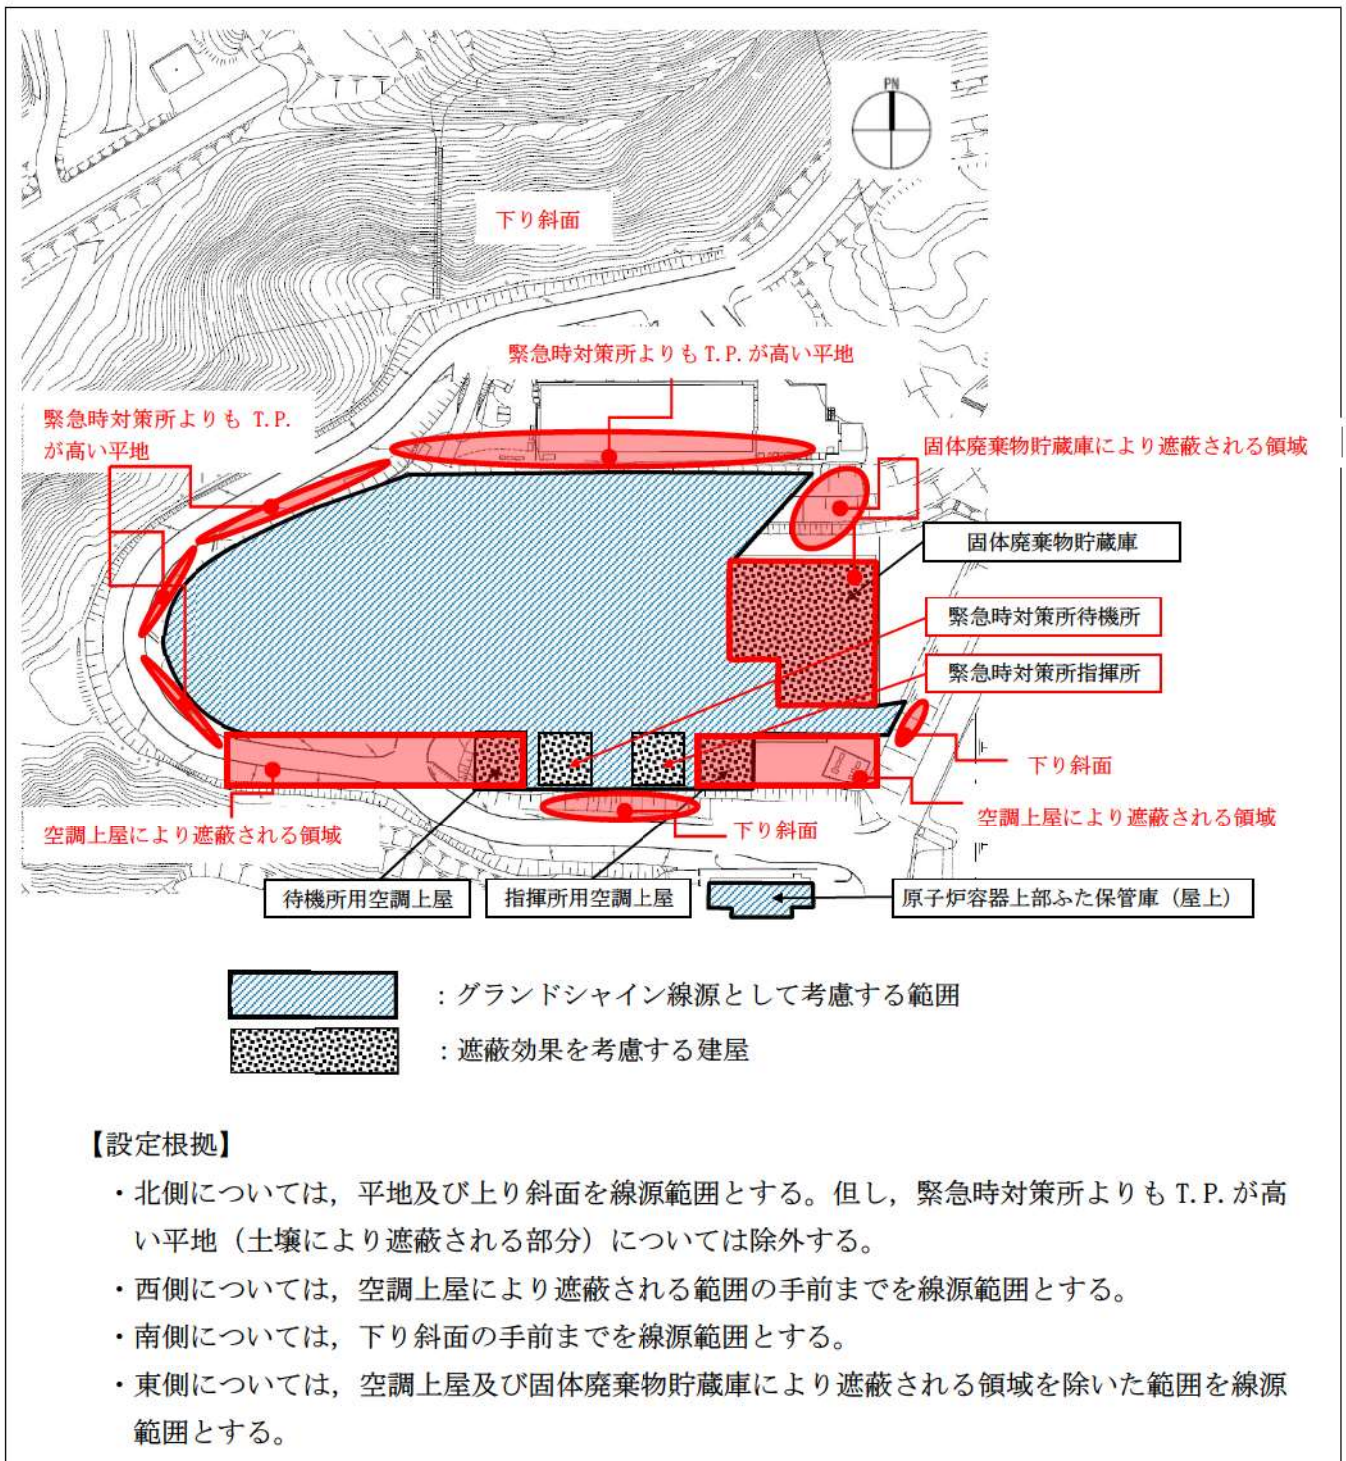 PN
下り斜面
緊急時対策所よりも T.P. が高い平地
緊急時対策所よりも T.P.
が高い平地
固体廃棄物貯蔵庫により遮蔽される領域
固体廃棄物貯蔵庫
緊急時対策所待機所
緊急時対策所指揮所
下り斜面
空調上屋により遮蔽される領域
空調上屋により遮蔽される領域
下り斜面
待機所用空調上屋
指揮所用空調上屋
原子炉容器上部ふた保管庫（屋上）
：グランドシャイン線源として考慮する範囲
：遮蔽効果を考慮する建屋
【設定根拠】
・北側については，平地及び上り斜面を線源範囲とする。但し，緊急時対策所よりも T.P. が高
い平地（土壌により遮蔽される部分）については除外する。
・西側については，空調上屋により遮蔽される範囲の手前までを線源範囲とする。
・南側については，下り斜面の手前までを線源範囲とする。
・東側については，空調上屋及び固体廃棄物貯蔵庫により遮蔽される領域を除いた範囲を線源
範囲とする。